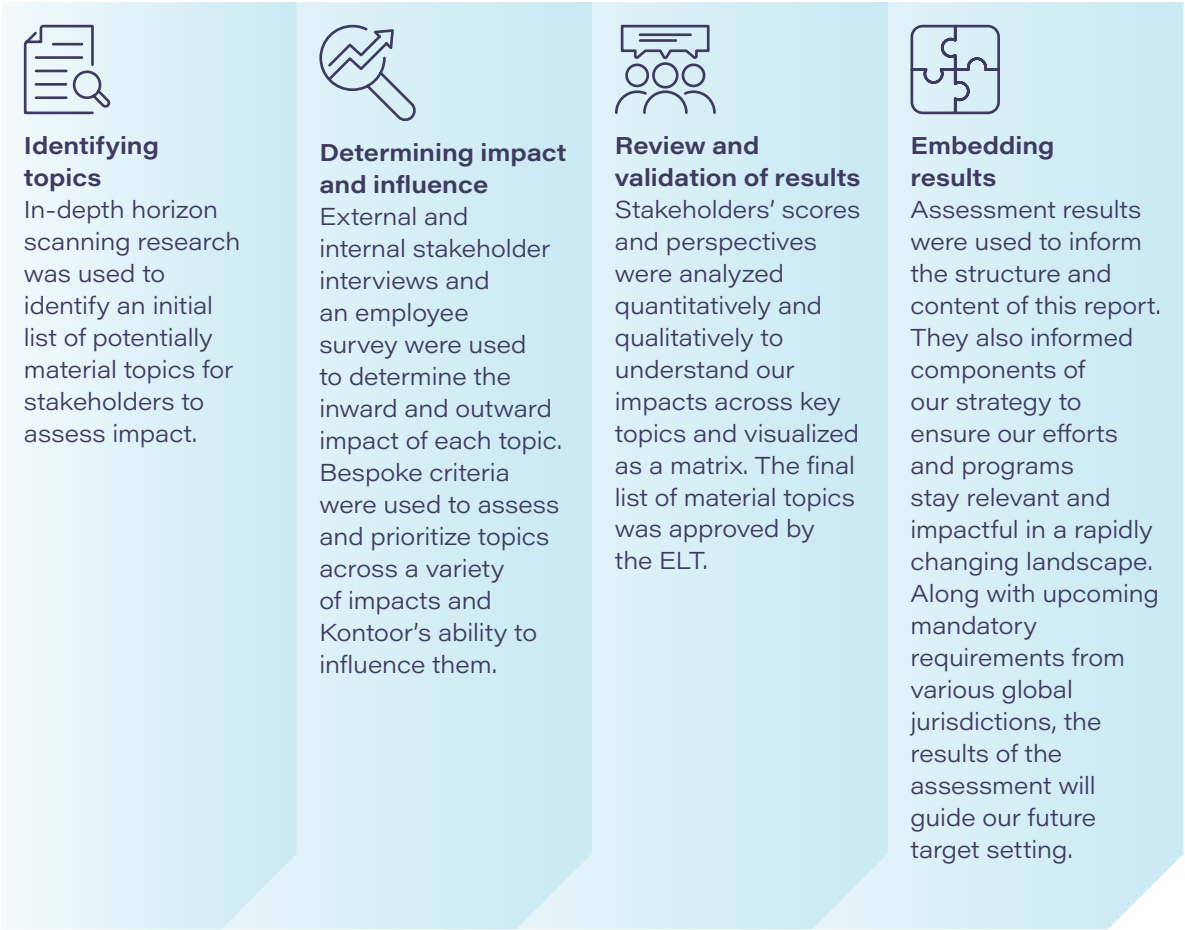 Identifying
topics
In-depth horizon
scanning research
was used to
identify an initial
list of potentially
material topics for
stakeholders to
assess impact.
Determining impact
and influence
External and
internal stakeholder
interviews and
an employee
survey were used
to determine the
inward and outward
impact of each topic.
Bespoke criteria
were used to assess
and prioritize topics
across a variety
of impacts and
Kontoor’s ability to
influence them.
Review and
validation of results
Stakeholders’ scores
and perspectives
were analyzed
quantitatively and
qualitatively to
understand our
impacts across key
topics and visualized
as a matrix. The final
list of material topics
was approved by
the ELT.
Embedding
results
Assessment results
were used to inform
the structure and
content of this report.
They also informed
components of
our strategy to
ensure our efforts
and programs
stay relevant and
impactful in a rapidly
changing landscape.
Along with upcoming
mandatory
requirements from
various global
jurisdictions, the
results of the
assessment will
guide our future
target setting.